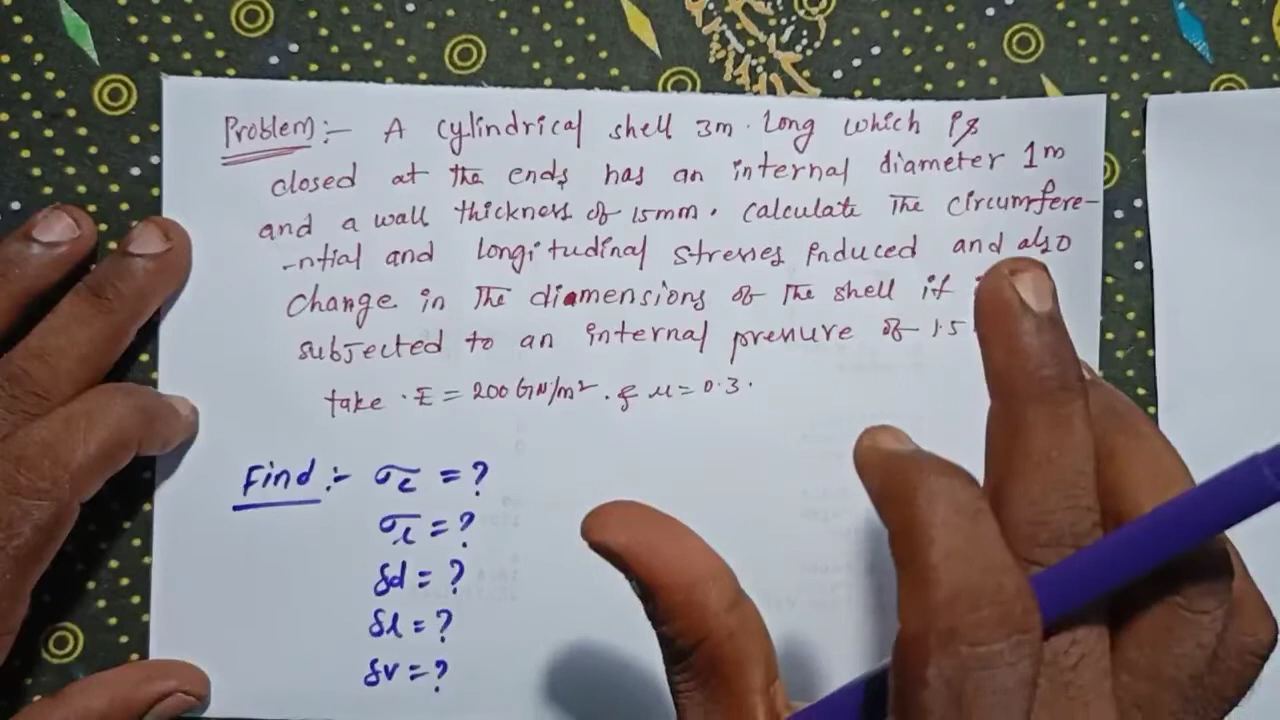 Problem:- A cylindrical shell 3m. Long which is
closed at the ends has an internal diameter 1m
and a wall thickness of 15mm. calculate The circumfere-
-ntial and longitudinal stresses induced and also
change in The diamensions of The shell if
subjected to an internal pressure of 1.5
take. E = 200 GN/m². & μ = 0.3.
Find:- σc = ?
σl = ?
δd = ?
δl = ?
δv = ?